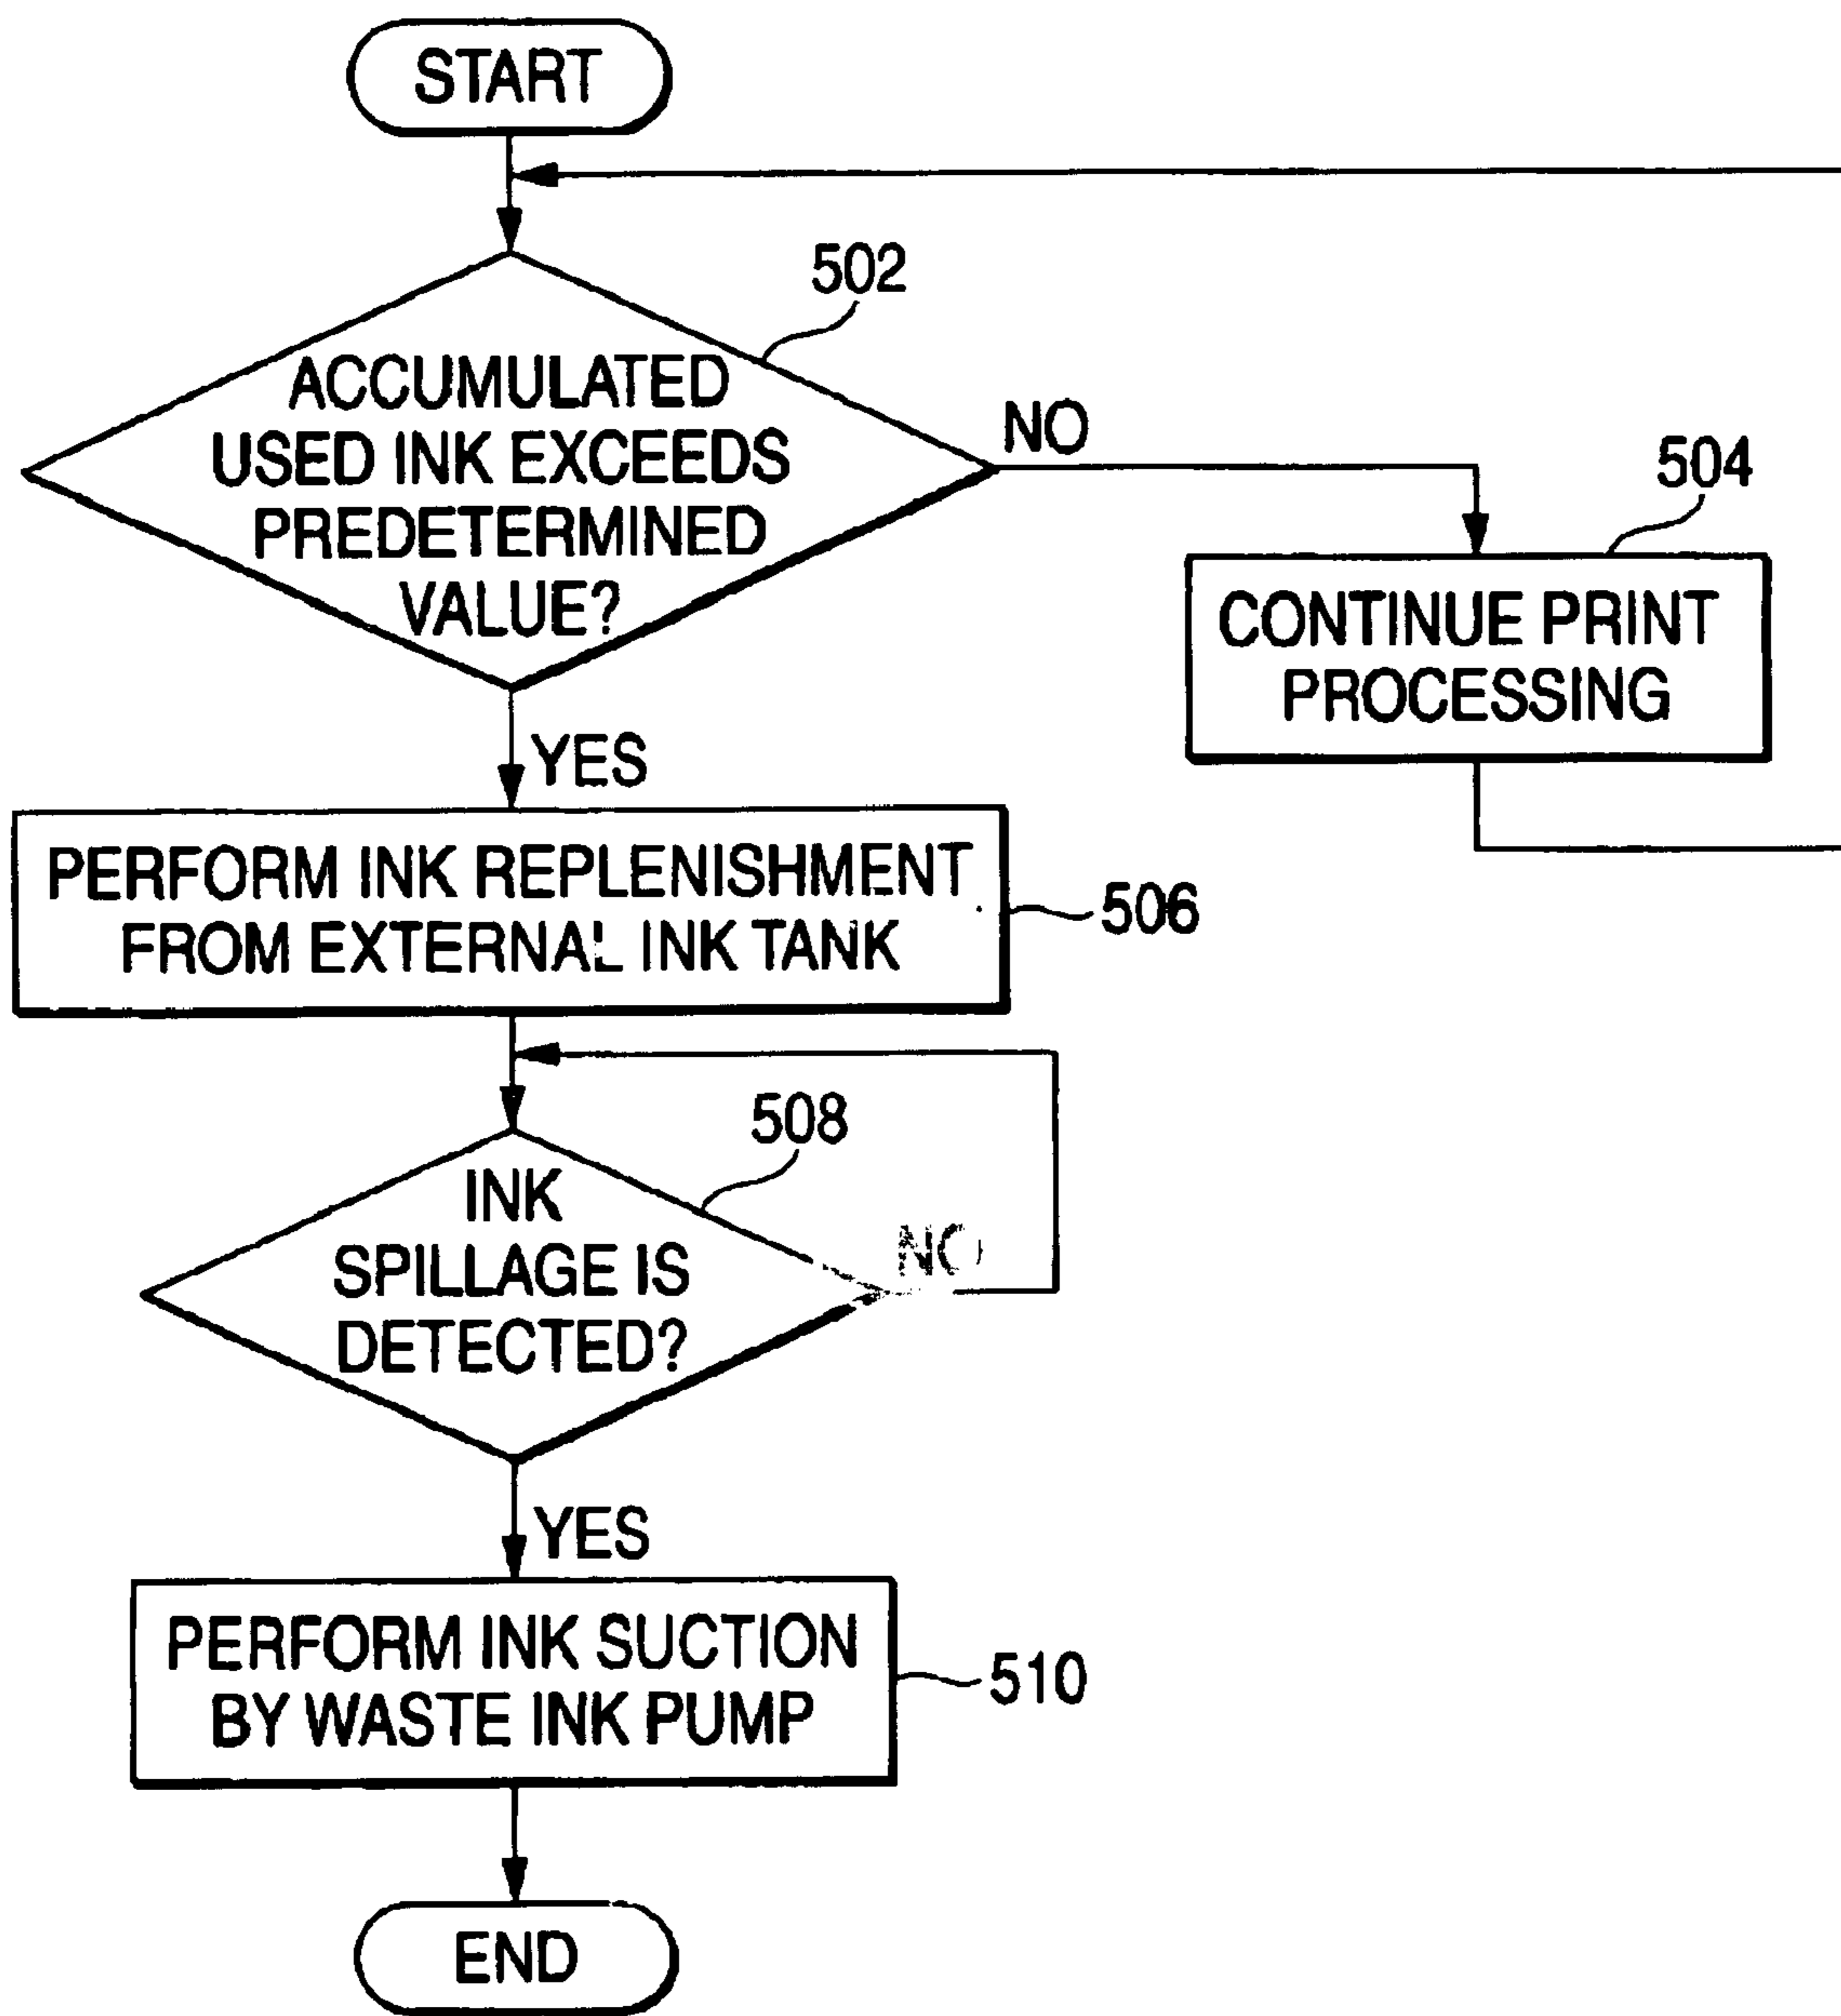 START
502
ACCUMULATED
USED INK EXCEEDS
PREDETERMINED
VALUE?
NO
504
CONTINUE PRINT
PROCESSING
YES
PERFORM INK REPLENISHMENT
FROM EXTERNAL INK TANK
506
508
INK
SPILLAGE IS
DETECTED?
NO
YES
PERFORM INK SUCTION
BY WASTE INK PUMP
510
END